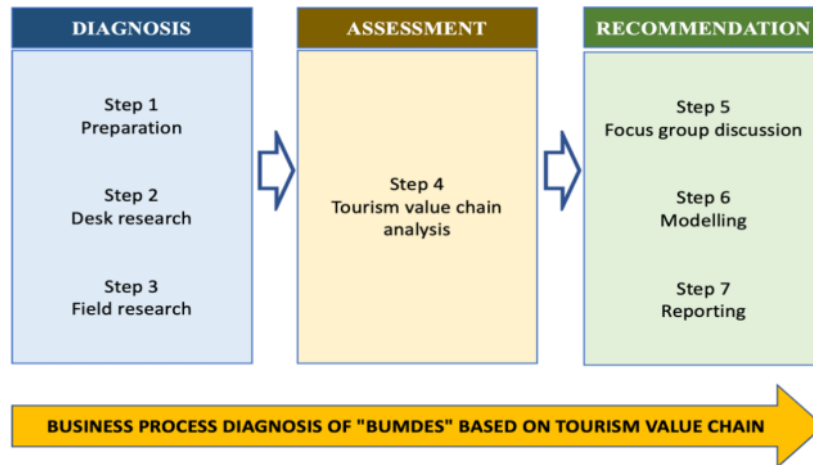 DIAGNOSIS
Step 1
Preparation
Step 2
Desk research
Step 3
Field research
ASSESSMENT
Step 4
Tourism value chain
analysis
RECOMMENDATION
Step 5
Focus group discussion
Step 6
Modelling
Step 7
Reporting
BUSINESS PROCESS DIAGNOSIS OF "BUMDES" BASED ON TOURISM VALUE CHAIN